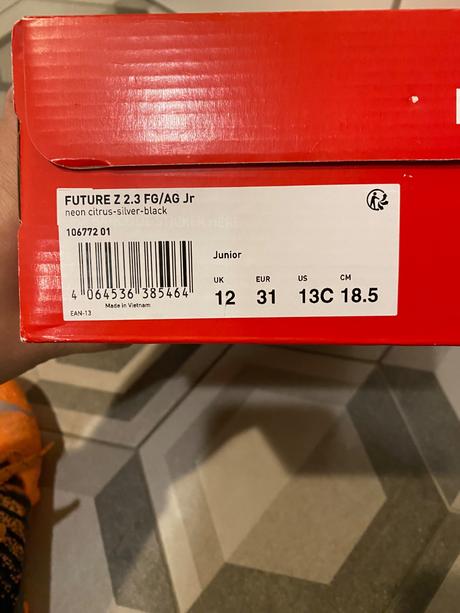 FUTURE Z 2.3 FG/AG Jr
neon citrus-silver-black
106772 01
Junior
UK EUR US CM
12 31 13C 18.5
4 064536 385464
Made in Vietnam
EAN-13